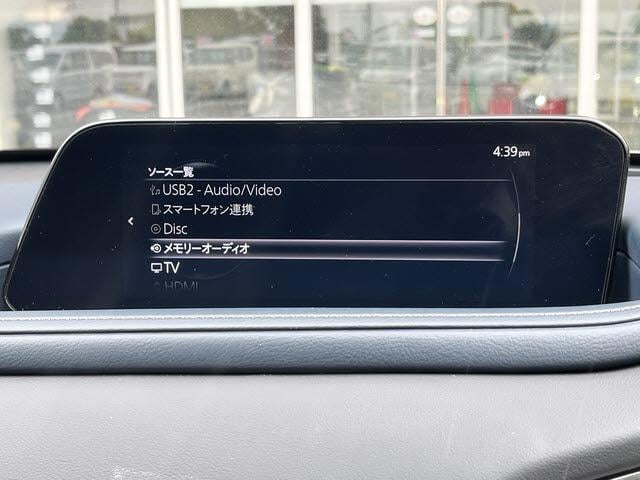 4:39pm
ソース一覧
USB2 - Audio/Video
スマートフォン連携
Disc
メモリーオーディオ
TV
HDMI